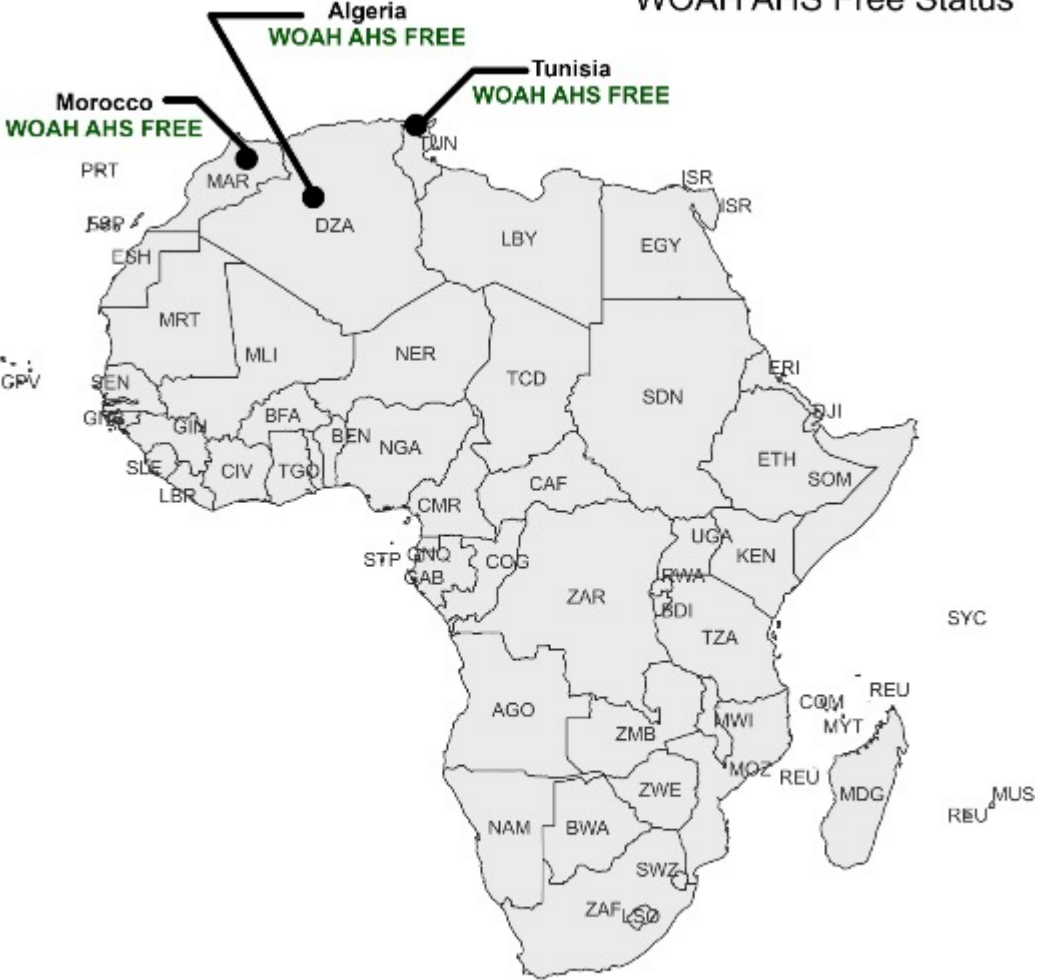 WOAH AHS Free Status
Algeria
WOAH AHS FREE
Tunisia
WOAH AHS FREE
Morocco
WOAH AHS FREE
TUN
PRT
MAR
ISR
ISR
DZA
LBY
EGY
ESH
MRT
MLI
NER
TCD
SDN
ERI
CPV
SEN
DJI
BFA
GIN
BEN
NGA
ETH
SOM
SLE
CIV
TGO
CAF
LBR
CMR
UGA
KEN
STP
GNQ
COG
GAB
RWA
ZAR
BDI
SYC
TZA
COM
REU
AGO
MWI
MYT
ZMB
MOZ
REU
ZWE
MDG
MUS
REU
NAM
BWA
SWZ
ZAF
LSO